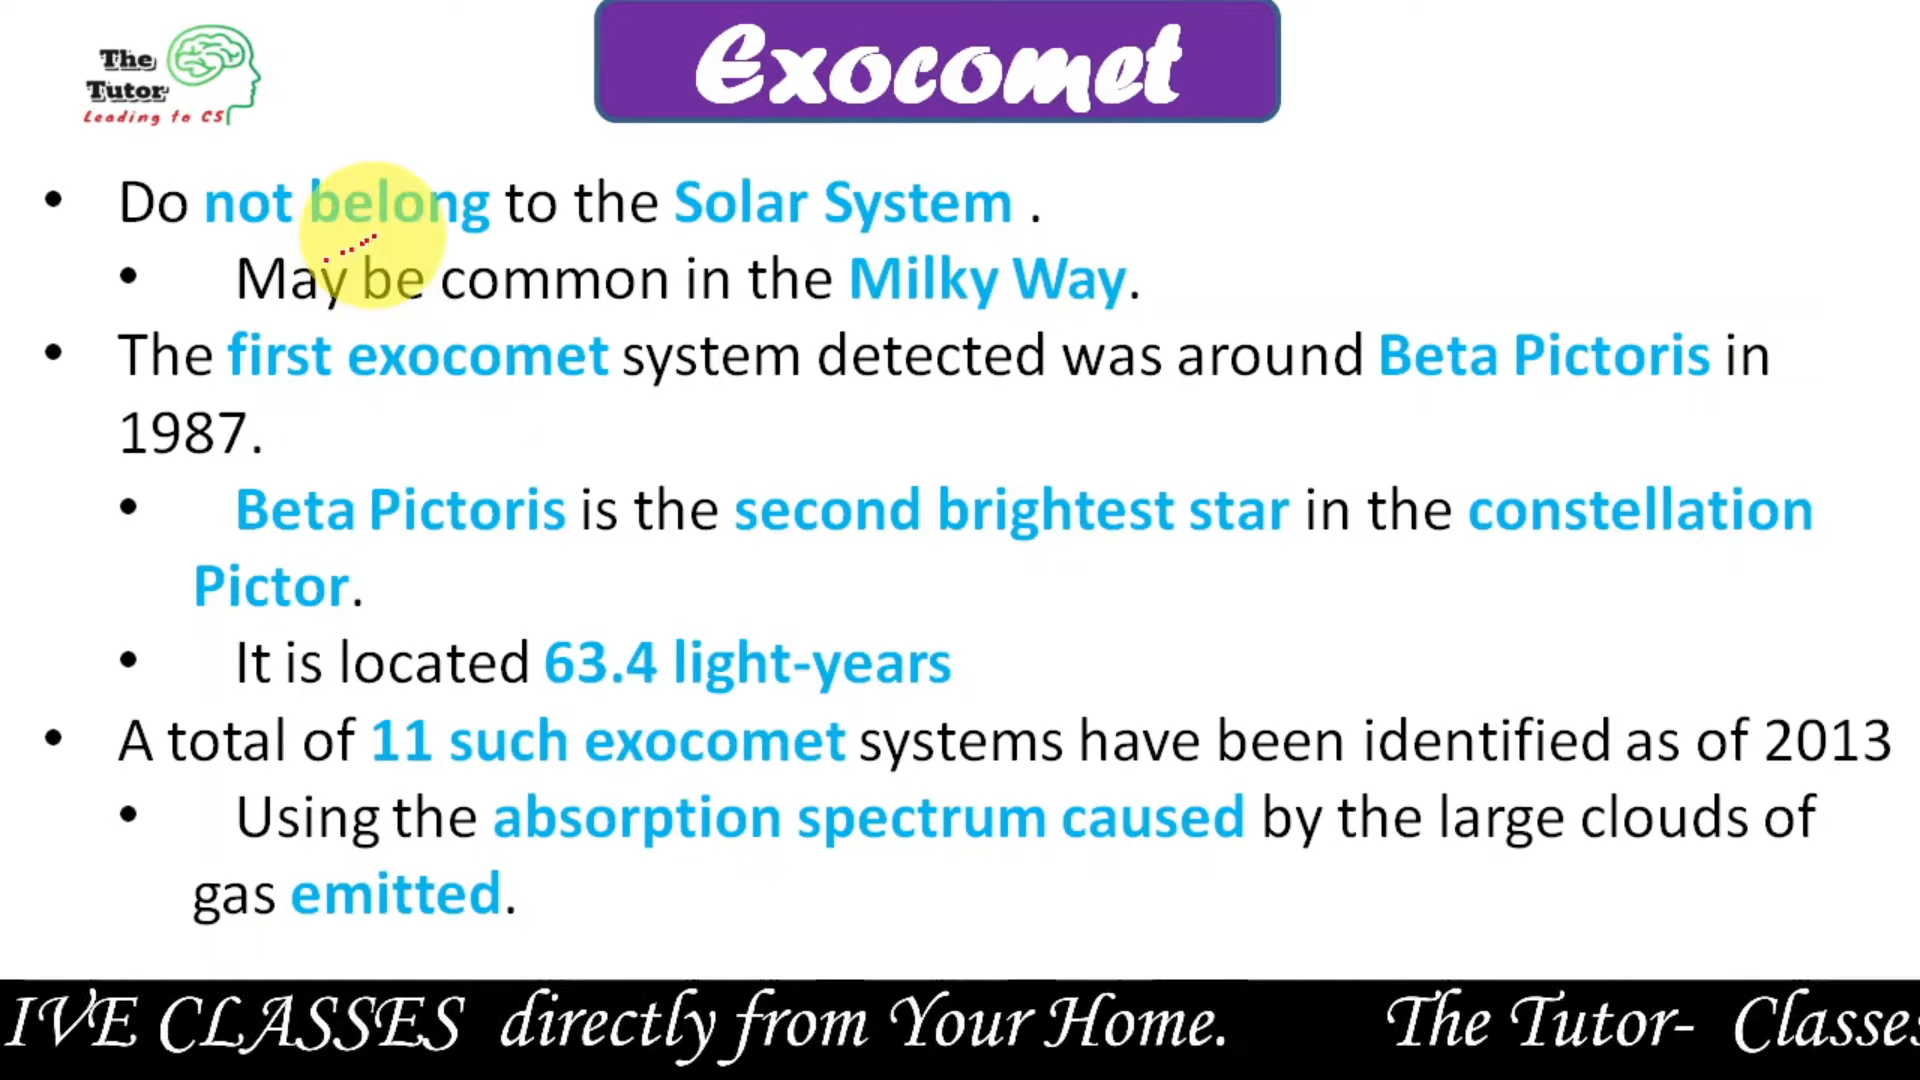 The
Tutor
Leading to CS
Exocomet
• Do not belong to the Solar System .
• May be common in the Milky Way.
• The first exocomet system detected was around Beta Pictoris in
1987.
• Beta Pictoris is the second brightest star in the constellation
Pictor.
• It is located 63.4 light-years
• A total of 11 such exocomet systems have been identified as of 2013
• Using the absorption spectrum caused by the large clouds of
gas emitted.
IVE CLASSES directly from Your Home. The Tutor- Classes